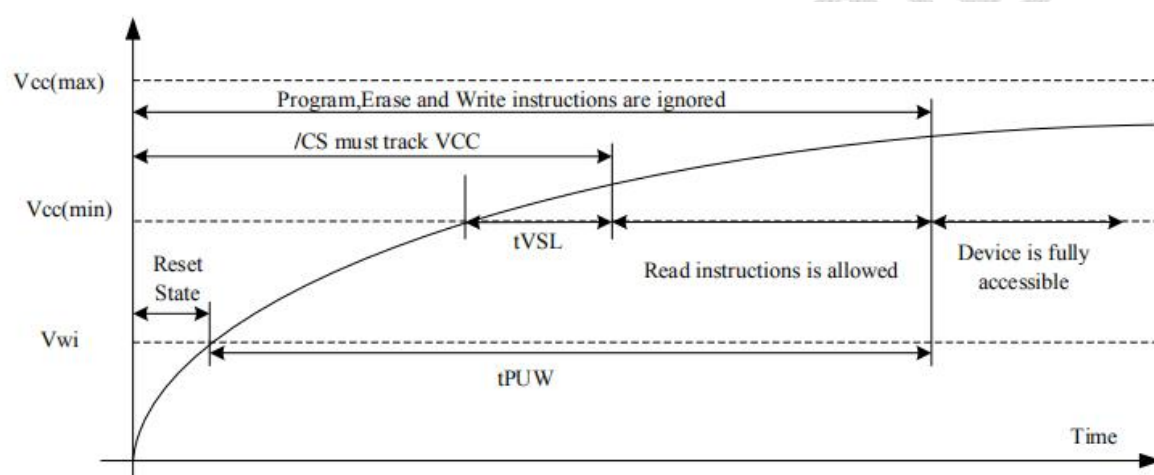 Vcc(max)
Program,Erase and Write instructions are ignored
/CS must track VCC
Vcc(min)
tVSL
Reset
State
Read instructions is allowed
Device is fully
accessible
Vwi
tPUW
Time